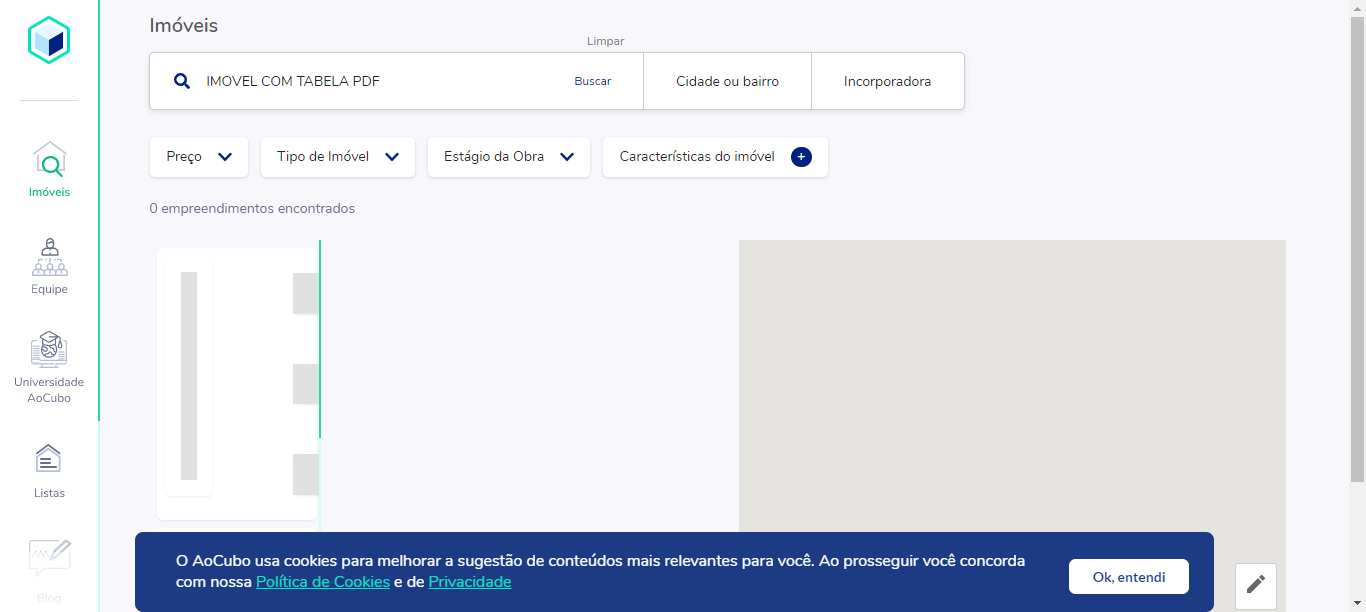 Imóveis
Limpar
IMOVEL COM TABELA PDF
Buscar
Cidade ou bairro
Incorporadora
Preço
Tipo de Imóvel
Estágio da Obra
Características do imóvel
0 empreendimentos encontrados
Imóveis
Equipe
Universidade
AoCubo
Listas
Blog
O AoCubo usa cookies para melhorar a sugestão de conteúdos mais relevantes para você. Ao prosseguir você concorda
com nossa Política de Cookies e de Privacidade
Ok, entendi